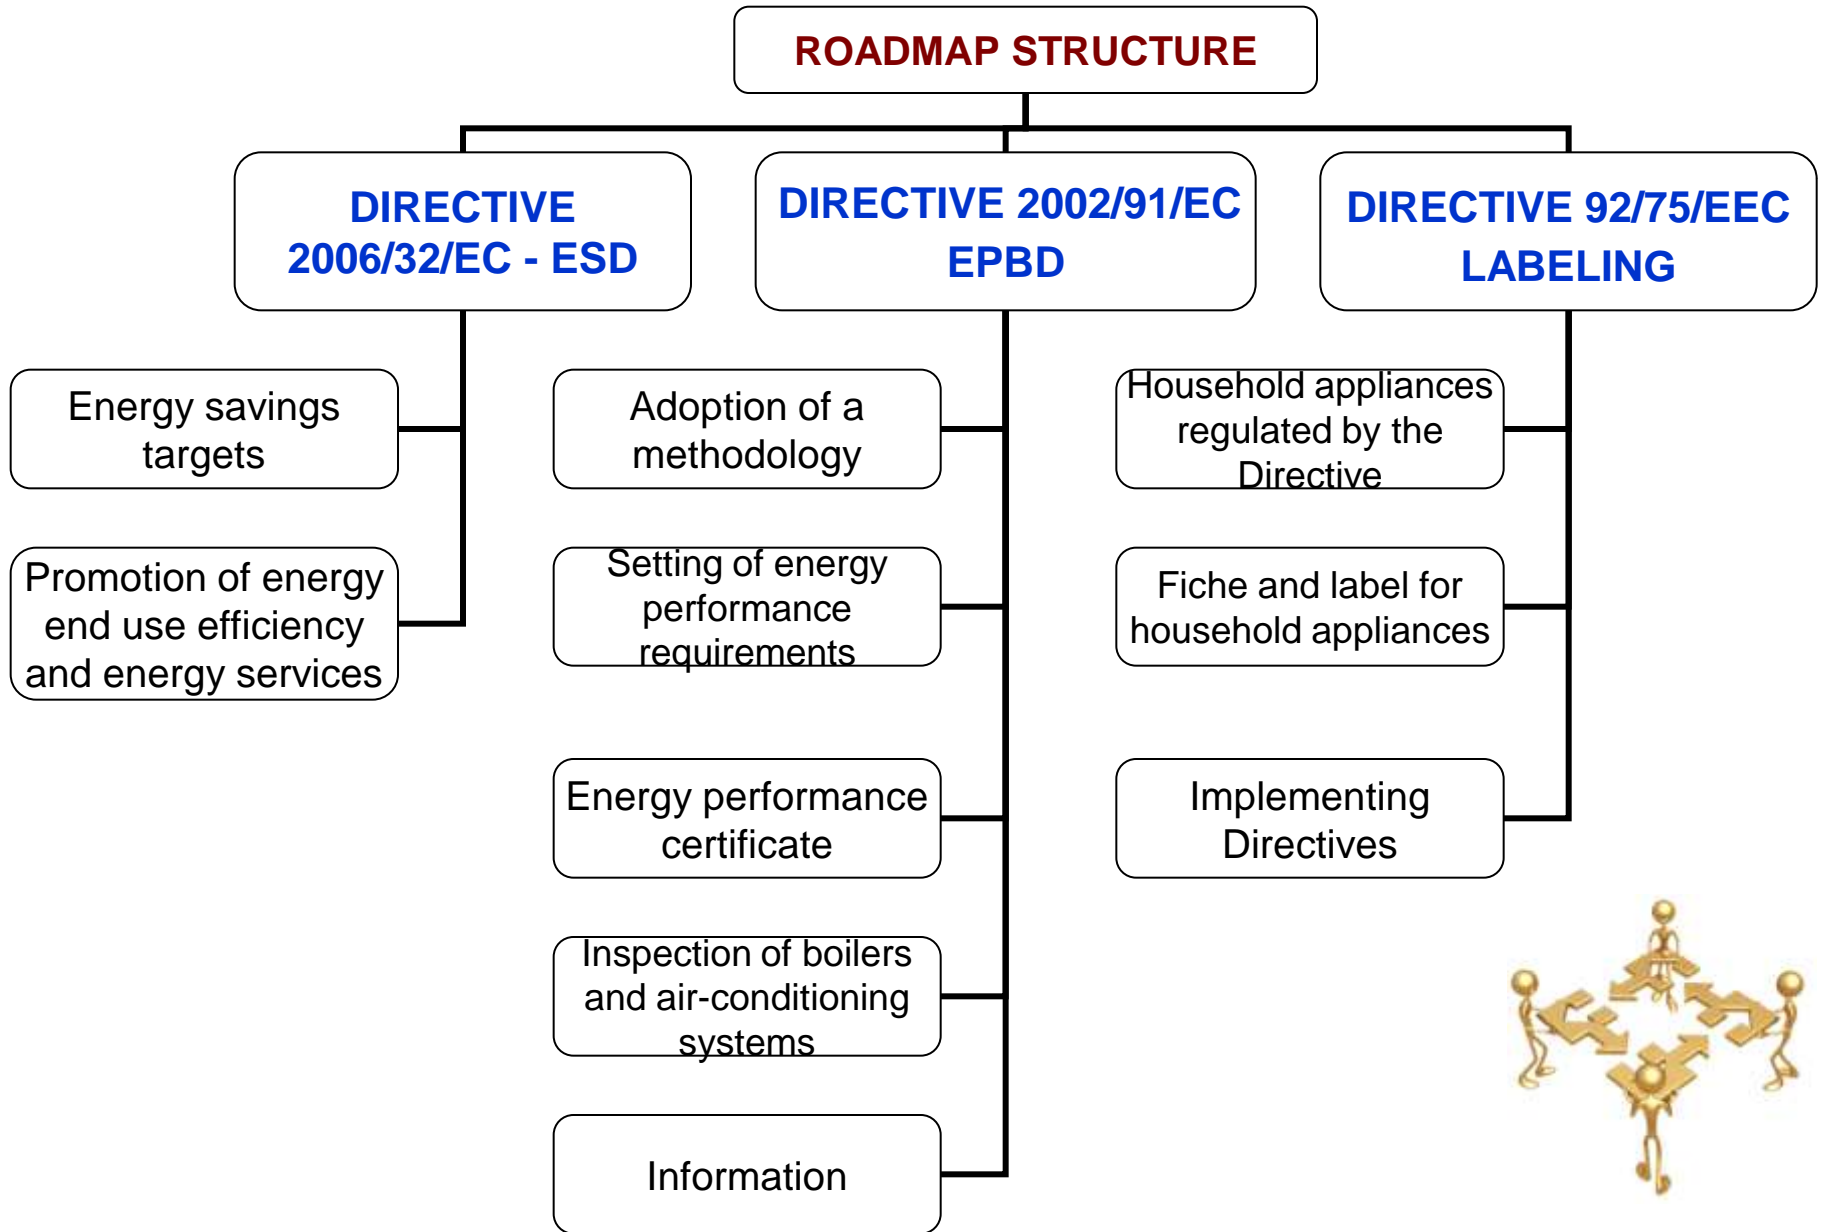 ROADMAP STRUCTURE
DIRECTIVE
2006/32/EC - ESD
Energy savings
targets
Promotion of energy
end use efficiency
and energy services
DIRECTIVE 2002/91/EC
EPBD
Adoption of a
methodology
Setting of energy
performance
requirements
Energy performance
certificate
Inspection of boilers
and air-conditioning
systems
Information
DIRECTIVE 92/75/EEC
LABELING
Household appliances
regulated by the
Directive
Fiche and label for
household appliances
Implementing
Directives